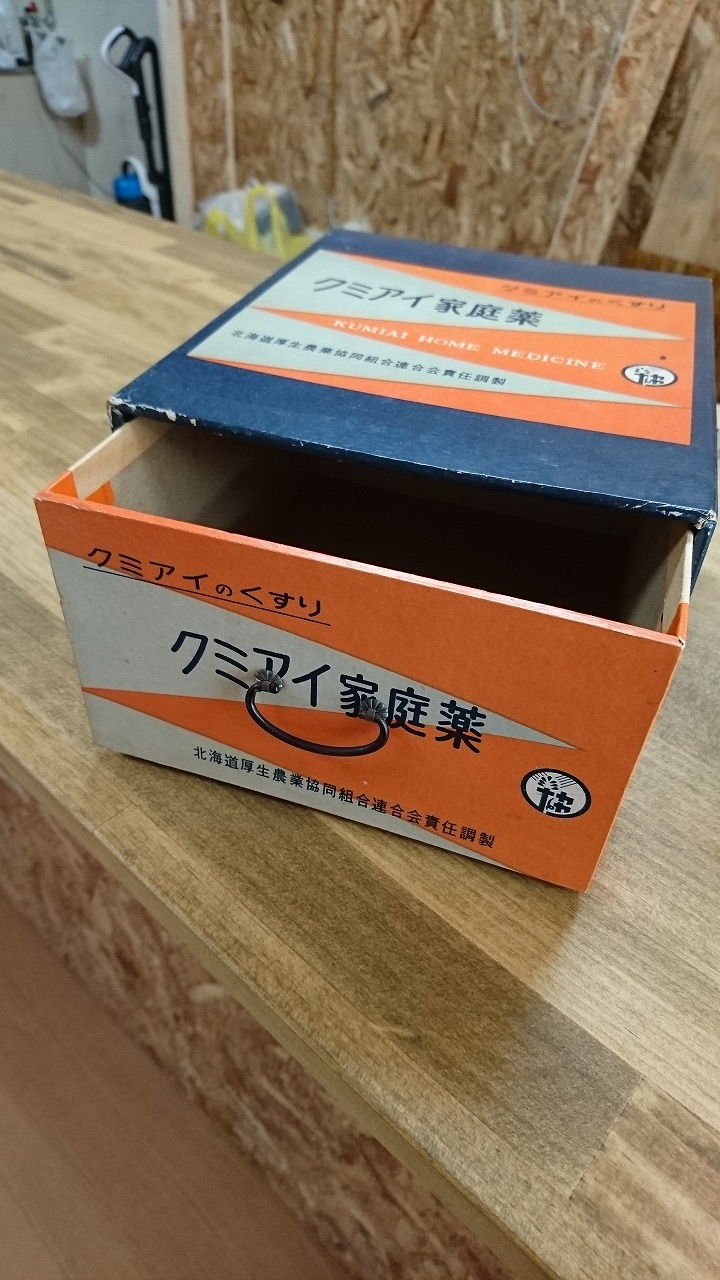 クミアイのくすり
クミアイ家庭薬
KUMIAI HOME MEDICINE
北海道厚生農業協同組合連合会責任調製
クミアイのくすり
クミアイ家庭薬
北海道厚生農業協同組合連合会責任調製